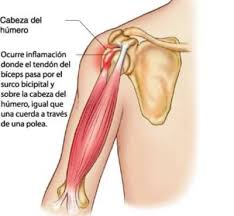 Cabeza del
húmero
Ocurre inflamación
donde el tendón del
bíceps pasa por el
surco bicipital y
sobre la cabeza del
húmero, igual que
una cuerda a través
de una polea.